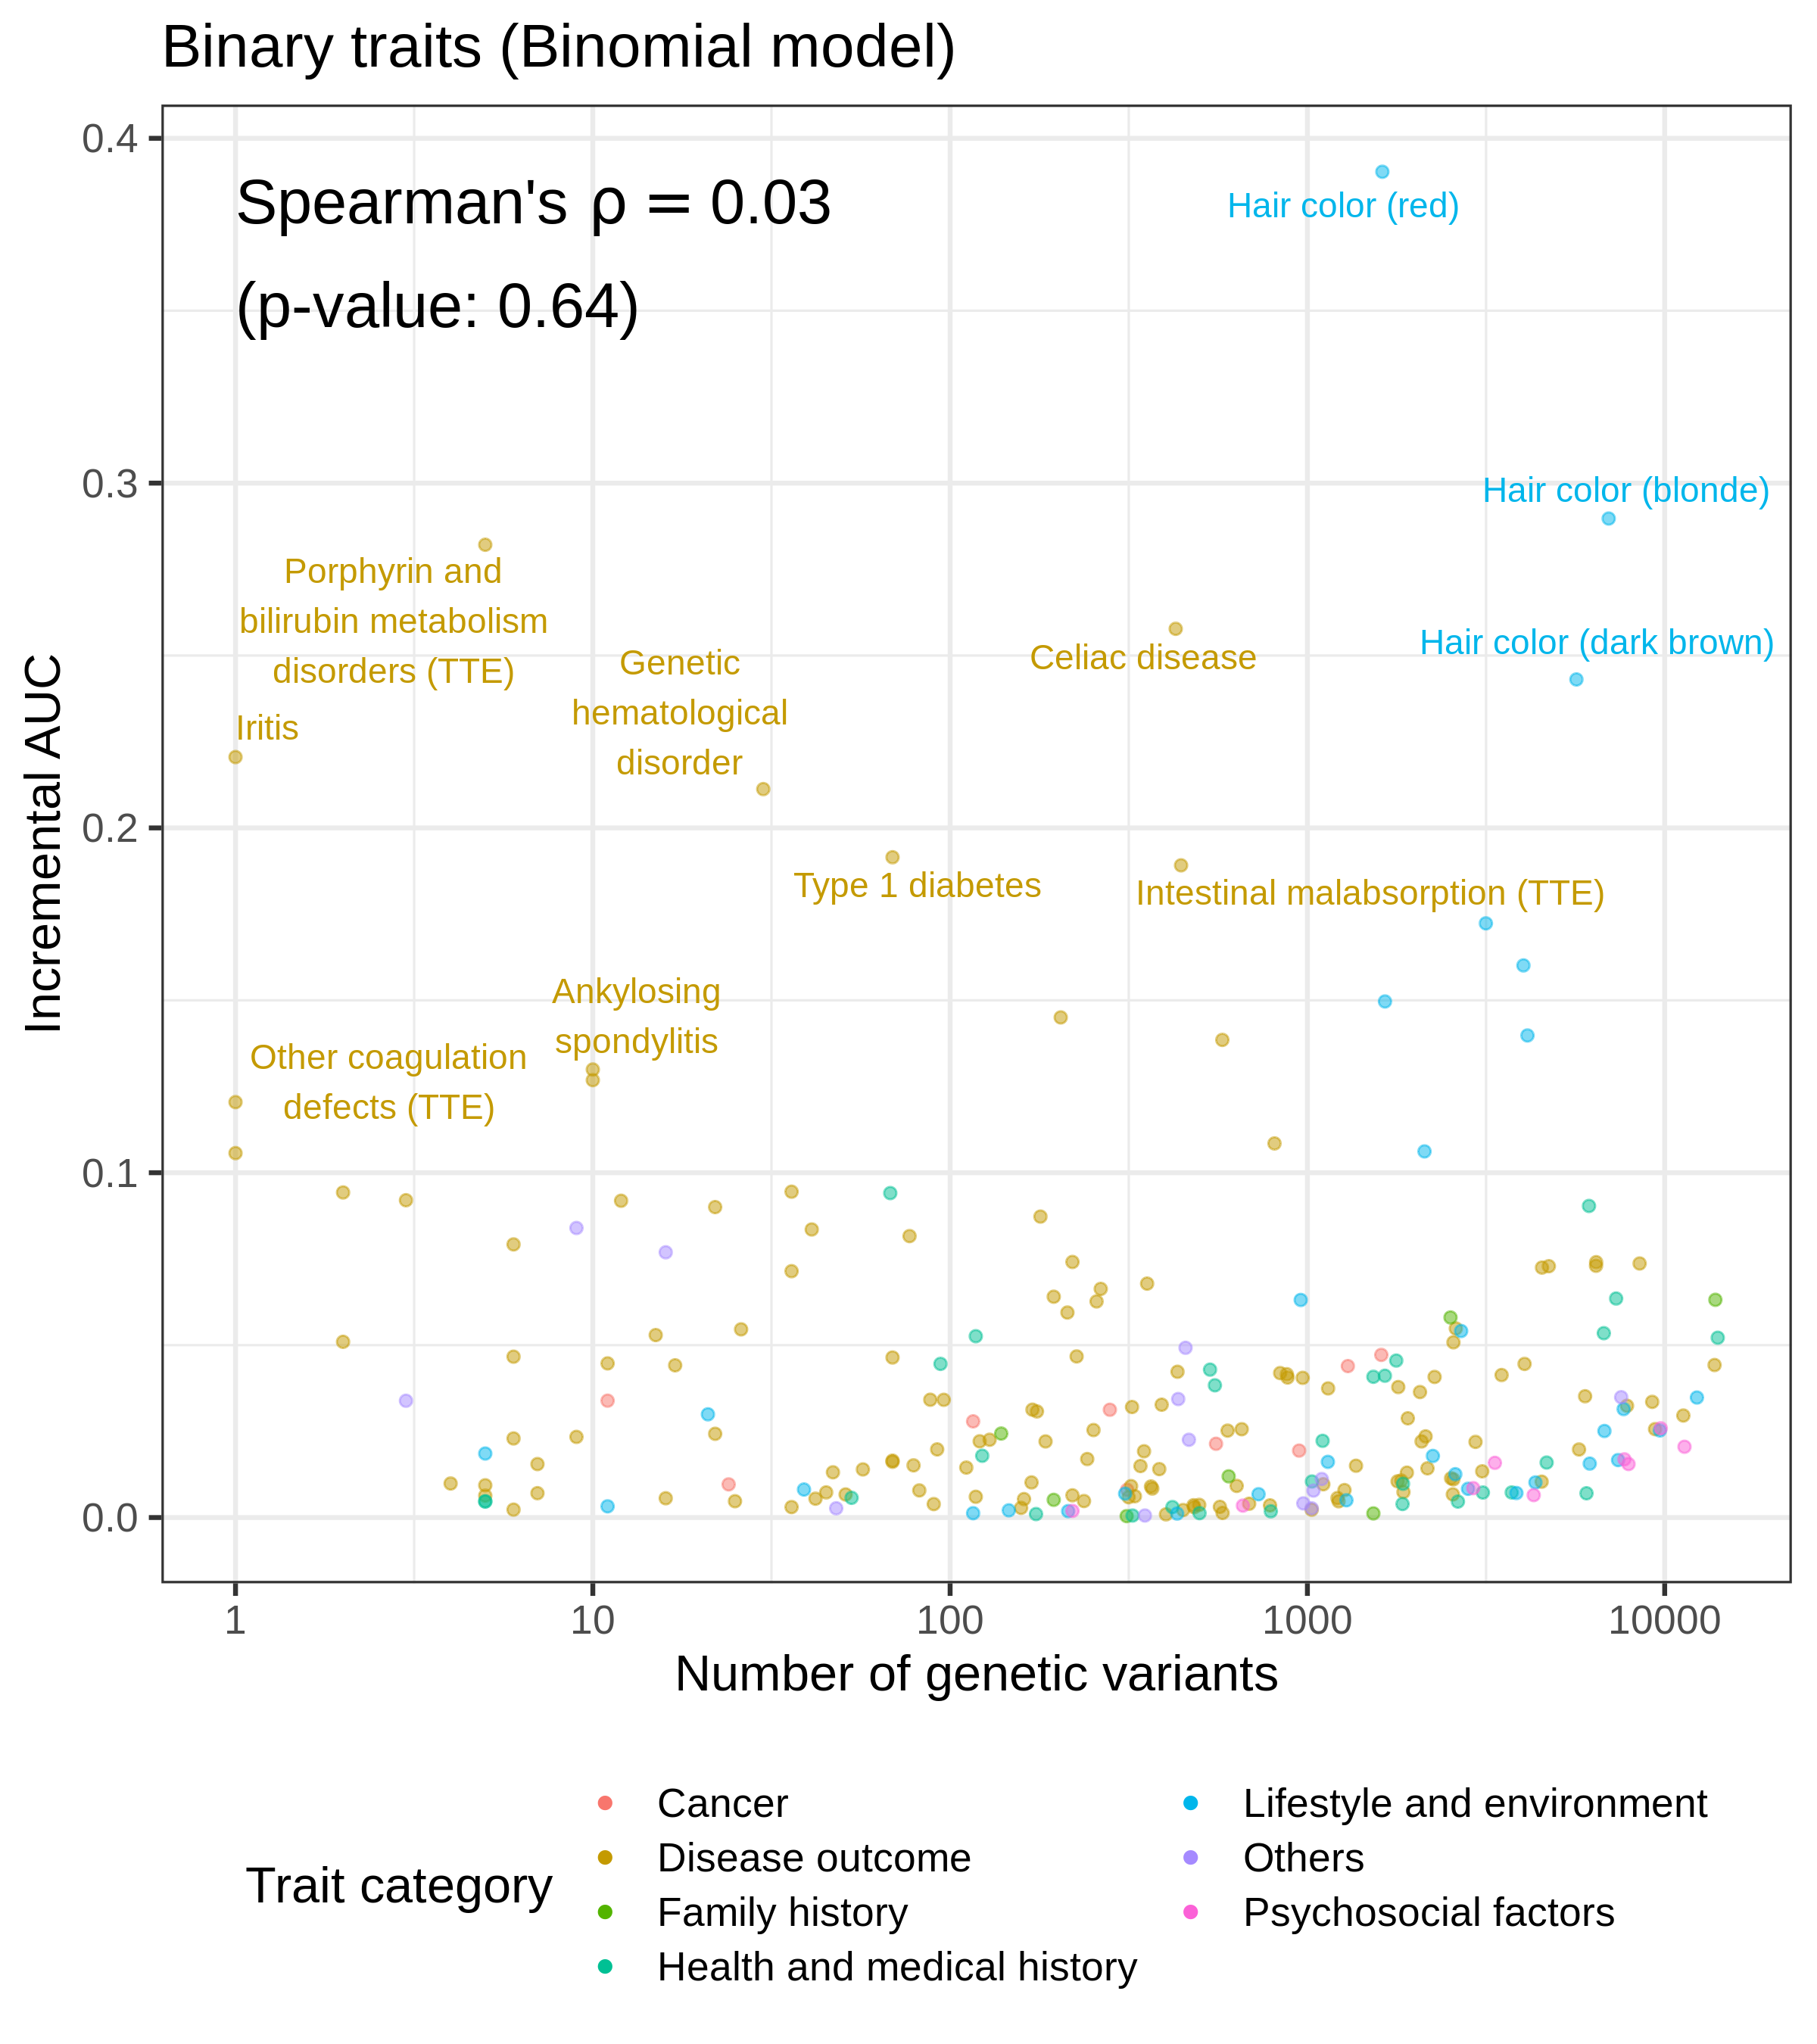 Binary traits (Binomial model)
0.4
0.3
0.2
0.1
0.0
Incremental AUC
Spearman's ρ = 0.03
(p-value: 0.64)
Hair color (red)
Hair color (blonde)
Porphyrin and
bilirubin metabolism
disorders (TTE)
Hair color (dark brown)
Celiac disease
Genetic
hematological
disorder
Iritis
Type 1 diabetes
Intestinal malabsorption (TTE)
Ankylosing
spondylitis
Other coagulation
defects (TTE)
1
10
100
1000
10000
Number of genetic variants
Trait category
Cancer
Disease outcome
Family history
Health and medical history
Lifestyle and environment
Others
Psychosocial factors